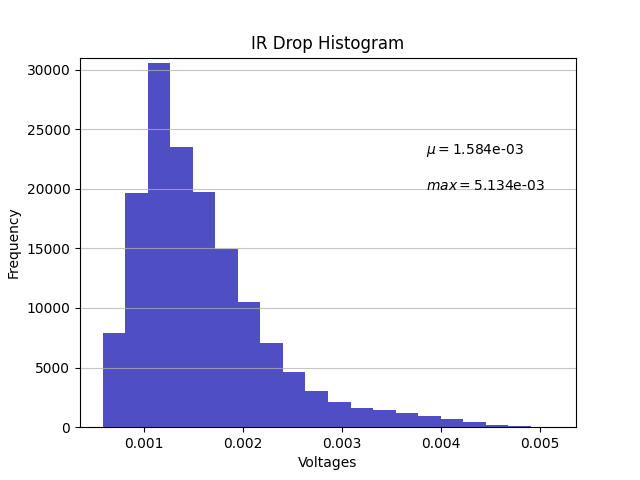 IR Drop Histogram
30000
25000
20000
15000
10000
5000
0
Frequency
μ = 1.584e-03
max = 5.134e-03
0.001 0.002 0.003 0.004 0.005
Voltages